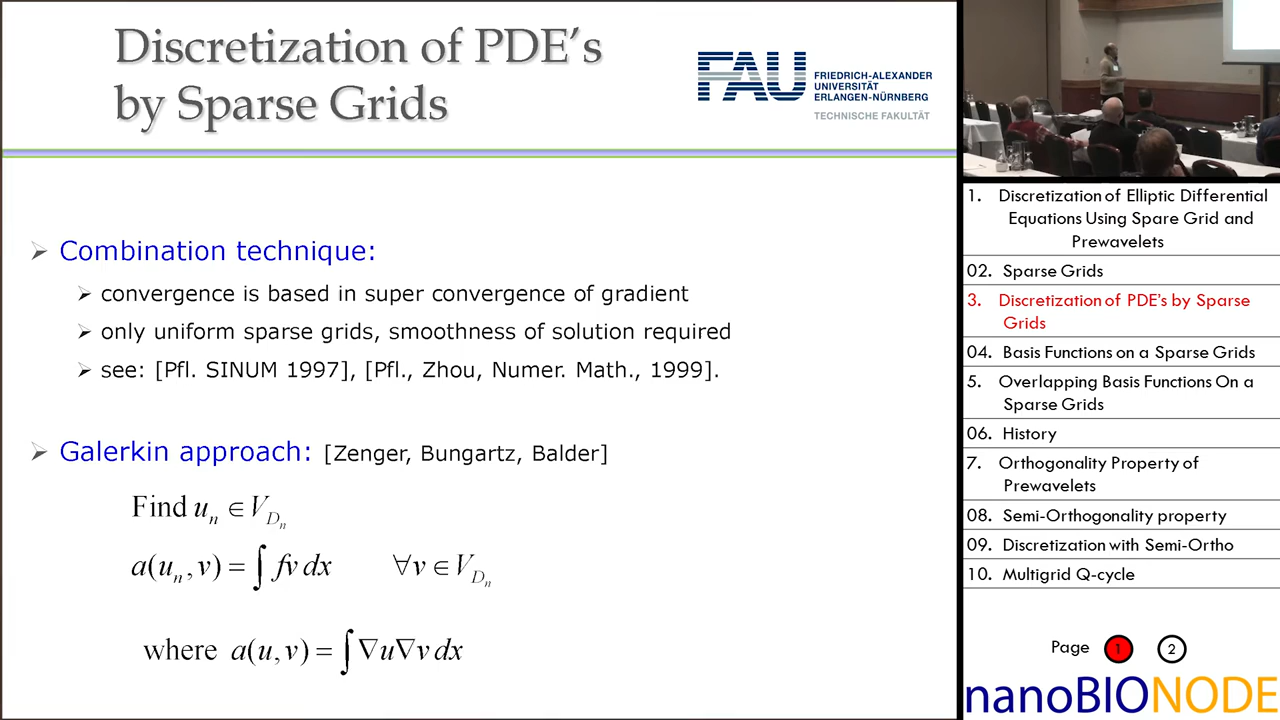 Discretization of PDE's
by Sparse Grids
FAU
FRIEDRICH-ALEXANDER
UNIVERSITÄT
ERLANGEN-NÜRNBERG
TECHNISCHE FAKULTÄT
Combination technique:
convergence is based in super convergence of gradient
only uniform sparse grids, smoothness of solution required
see: [Pfl. SINUM 1997], [Pfl., Zhou, Numer. Math., 1999].
Galerkin approach: [Zenger, Bungartz, Balder]
Find uₙ ∈ V_{D_n}
a(uₙ, v) = ∫ fv dx ∀v ∈ V_{D_n}
where a(u, v) = ∫ ∇u∇v dx
1. Discretization of Elliptic Differential
Equations Using Spare Grid and
Prewavelets
02. Sparse Grids
3. Discretization of PDE's by Sparse
Grids
04. Basis Functions on a Sparse Grids
5. Overlapping Basis Functions On a
Sparse Grids
06. History
7. Orthogonality Property of
Prewavelets
08. Semi-Orthogonality property
09. Discretization with Semi-Ortho
10. Multigrid Q-cycle
Page 1 2
nanoBIONODE